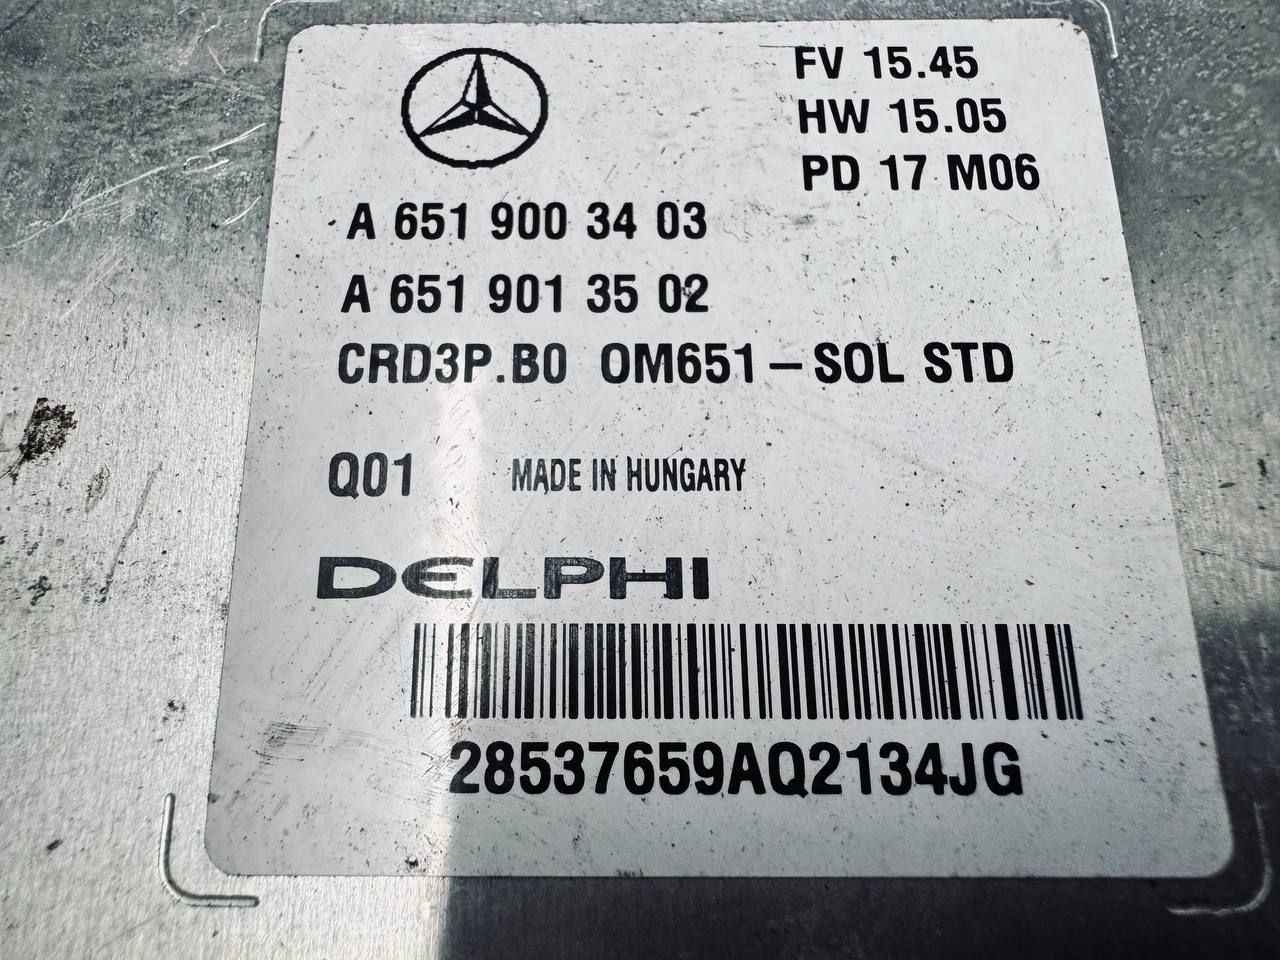 FV 15.45
HW 15.05
PD 17 M06
A 651 900 34 03
A 651 901 35 02
CRD3P.B0 OM651-SOL STD
Q01 MADE IN HUNGARY
DELPHI
28537659AQ2134JG